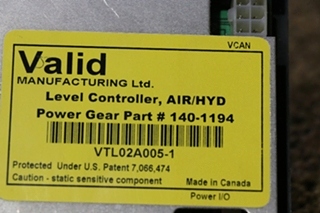 VCAN
Valid
MANUFACTURING Ltd.
Level Controller, AIR/HYD
Power Gear Part # 140-1194
VTL02A005-1
Protected Under U.S. Patent 7,066,474
Caution - static sensitive component
Made in Canada
Power I/O